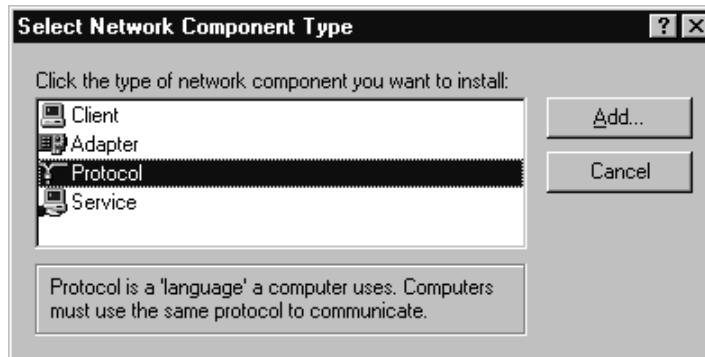 Select Network Component Type
Click the type of network component you want to install:
Client
Adapter
Protocol
Service
Add...
Cancel
Protocol is a 'language' a computer uses. Computers
must use the same protocol to communicate.